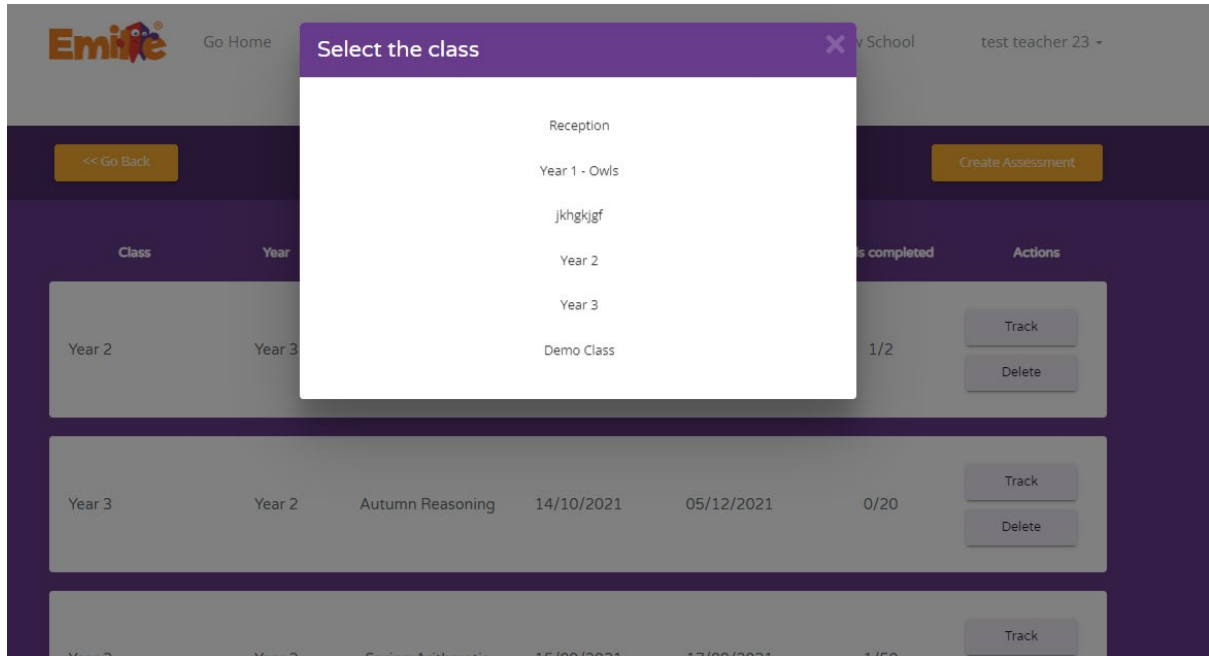 Emile®
Go Home
Select the class
School
test teacher 23
Reception
Year 1 - Owls
jkhgkjgf
Year 2
Year 3
Demo Class
<< Go Back
Create Assessment
Class Year completed Actions
Year 2 Year 3 1/2 Track
Delete
Year 3 Year 2 Autumn Reasoning 14/10/2021 05/12/2021 0/20 Track
Delete
Track